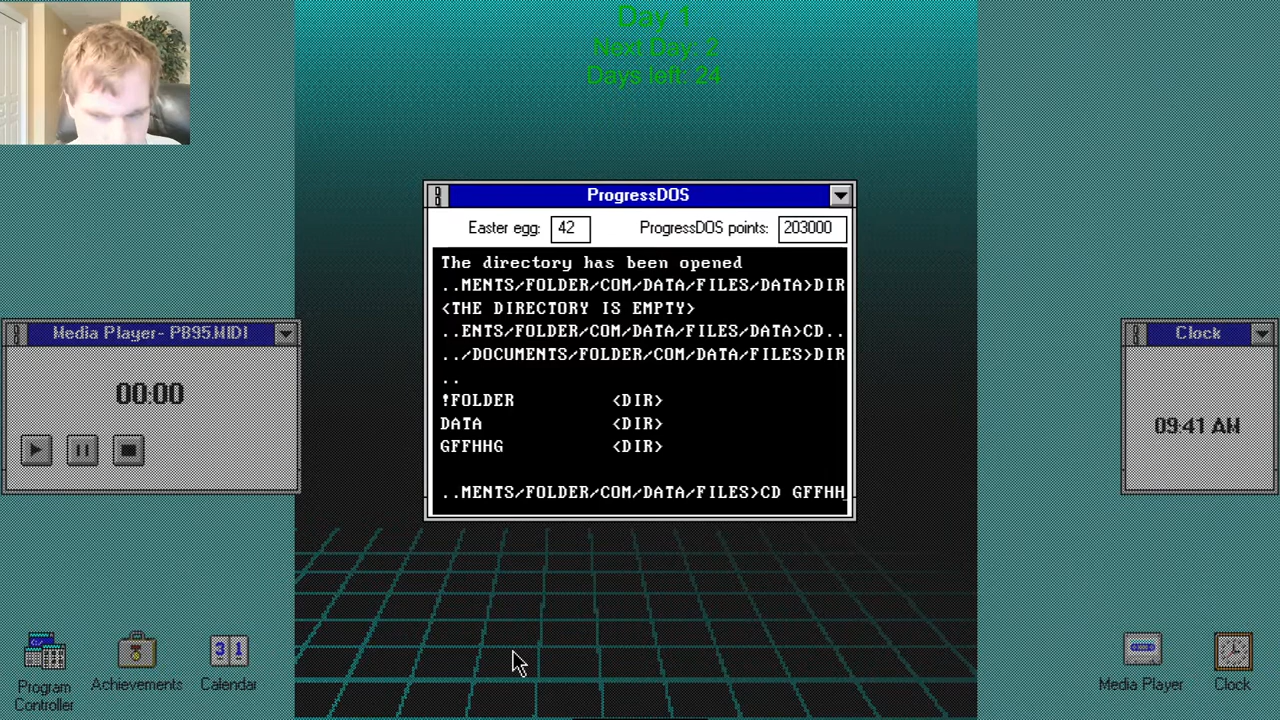 Day 1
Next Day: 2
Days left: 24
ProgressDOS
Easter egg: 42 ProgressDOS points: 203000
The directory has been opened
..MENTS/FOLDER/COM/DATA/FILES/DATA>DIR
<THE DIRECTORY IS EMPTY>
..ENTS/FOLDER/COM/DATA/FILES/DATA>CD..
../DOCUMENTS/FOLDER/COM/DATA/FILES>DIR
..
!FOLDER <DIR>
DATA <DIR>
GFFHHG <DIR>
..MENTS/FOLDER/COM/DATA/FILES>CD GFFHH_
Media Player- PB95.MIDI
00:00
Clock
09:41 AM
Program
Controller
Achievements
31
Calendar
Media Player
Clock